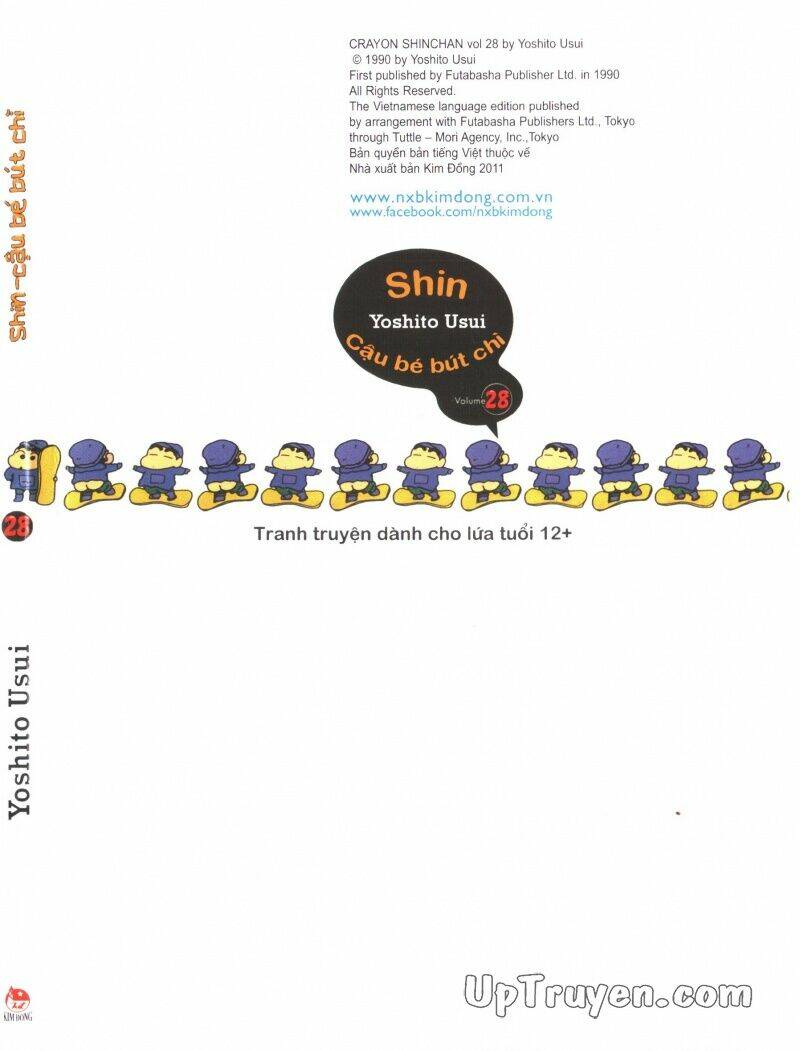 CRAYON SHINCHAN vol 28 by Yoshito Usui
© 1990 by Yoshito Usui
First published by Futabasha Publisher Ltd. in 1990
All Rights Reserved.
The Vietnamese language edition published
by arrangement with Futabasha Publishers Ltd., Tokyo
through Tuttle – Mori Agency, Inc.,Tokyo
Bản quyền bản tiếng Việt thuộc về
Nhà xuất bản Kim Đồng 2011
www.nxbkimdong.com.vn
www.facebook.com/nxbkimdong
Shin-cậu bé bút chì
Shin
Yoshito Usui
Cậu bé bút chì
Volume 28
28
Tranh truyện dành cho lứa tuổi 12+
Yoshito Usui
KIM ĐỒNG
UpTruyen.com